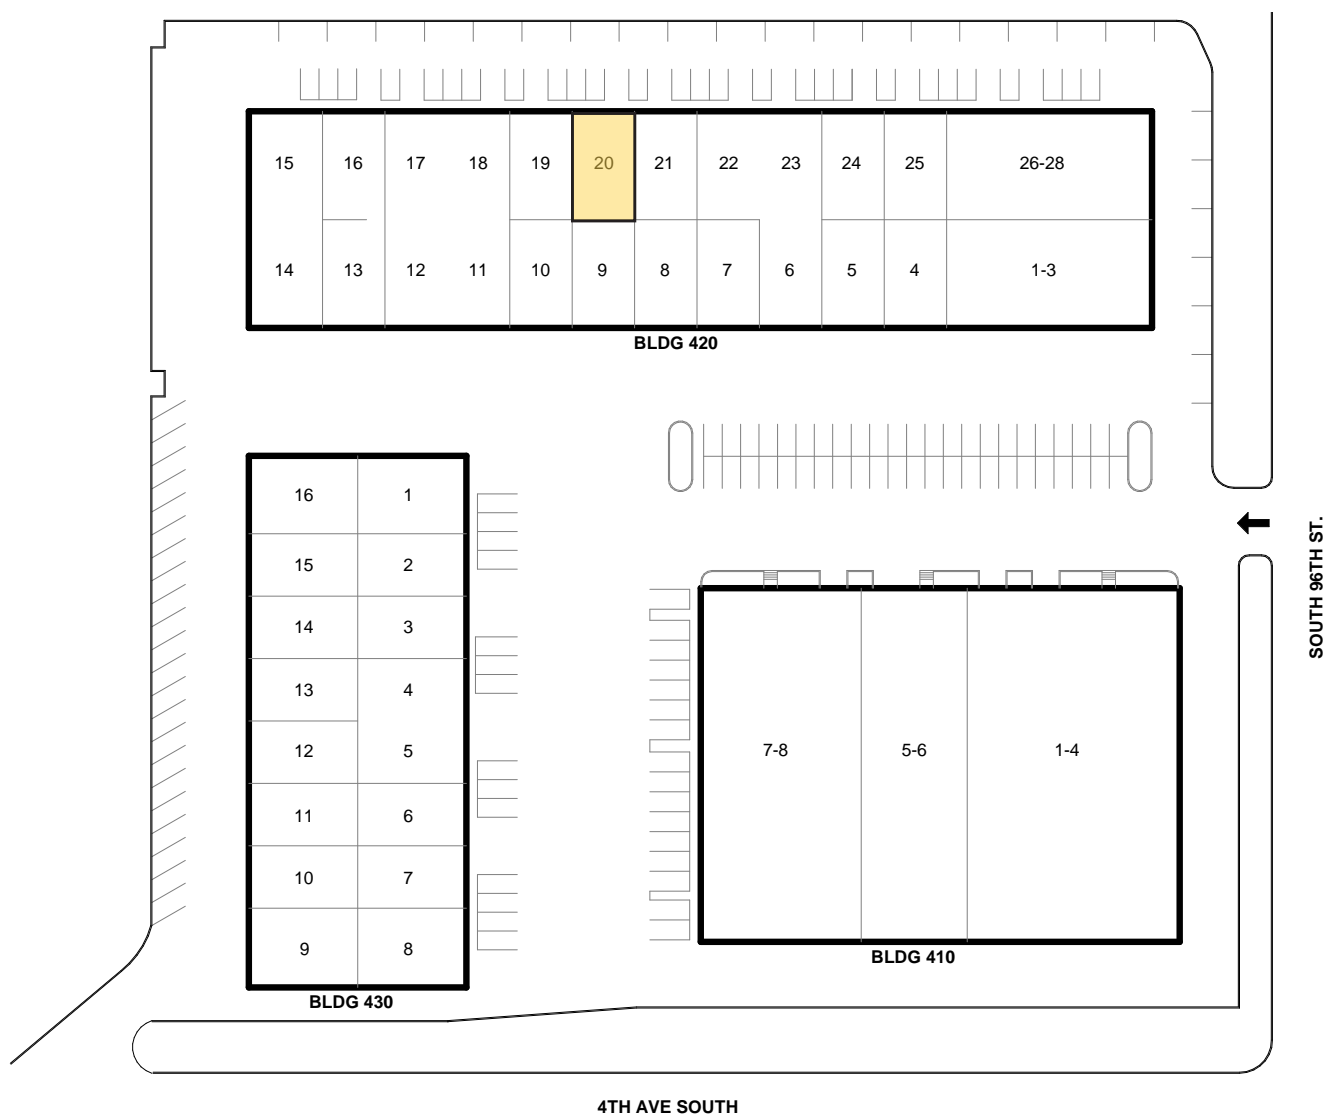 15 16 17 18 19 20 21 22 23 24 25 26-28
14 13 12 11 10 9 8 7 6 5 4 1-3
BLDG 420
16 1
15 2
14 3
13 4
12 5
11 6
10 7
9 8
BLDG 430
7-8 5-6 1-4
BLDG 410
SOUTH 96TH ST.
4TH AVE SOUTH